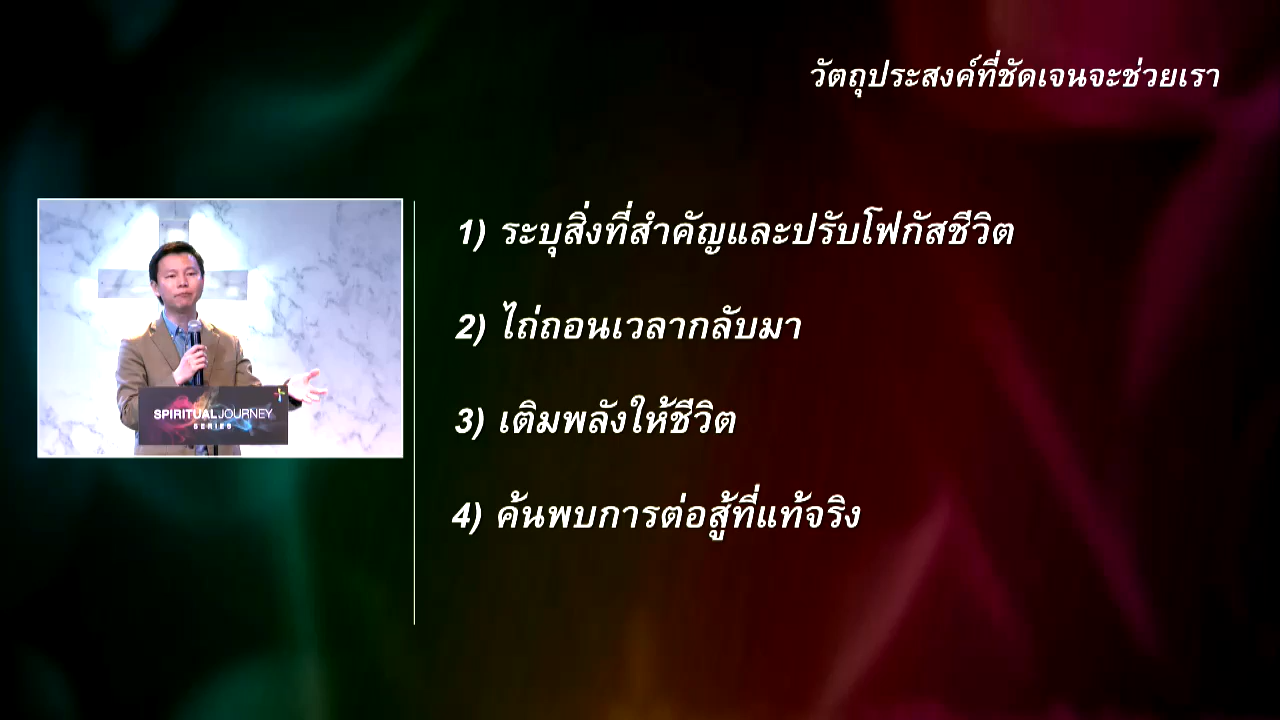 วัตถุประสงค์ที่ชัดเจนจะช่วยเรา
1) ระบุสิ่งที่สำคัญและปรับโฟกัสชีวิต
2) ไถ่ถอนเวลากลับมา
3) เติมพลังให้ชีวิต
4) ค้นพบการต่อสู้ที่แท้จริง
SPIRITUALJOURNEY
SERIES